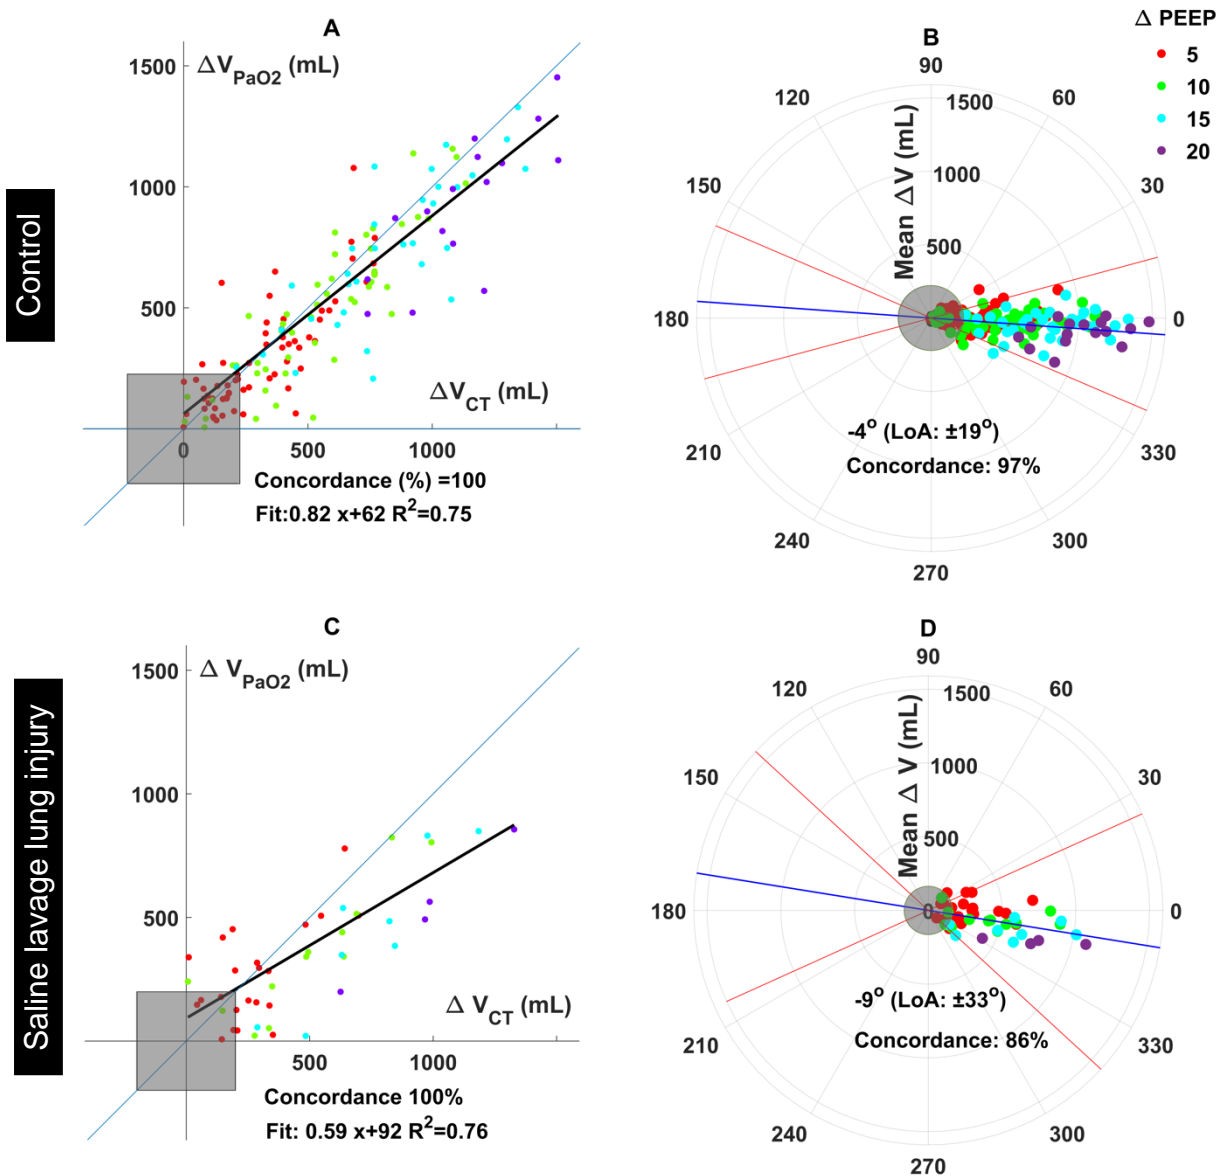 Control
A
ΔV_PaO2 (mL)
1500
1000
500
ΔV_CT (mL)
0 500 1000
Concordance (%) =100
Fit:0.82 x+62 R^2=0.75
B
Δ PEEP
5
10
15
20
90
120 60
150 30
180 0
210 330
240 300
270
Mean ΔV (mL)
1500
1000
500
-4° (LoA: ±19°)
Concordance: 97%
Saline lavage lung injury
C
Δ V_PaO2 (mL)
1500
1000
500
Δ V_CT (mL)
500 1000
Concordance 100%
Fit: 0.59 x+92 R^2=0.76
D
90
120 60
150 30
180 0
210 330
240 300
270
Mean Δ V (mL)
1500
1000
500
0
-9° (LoA: ±33°)
Concordance: 86%